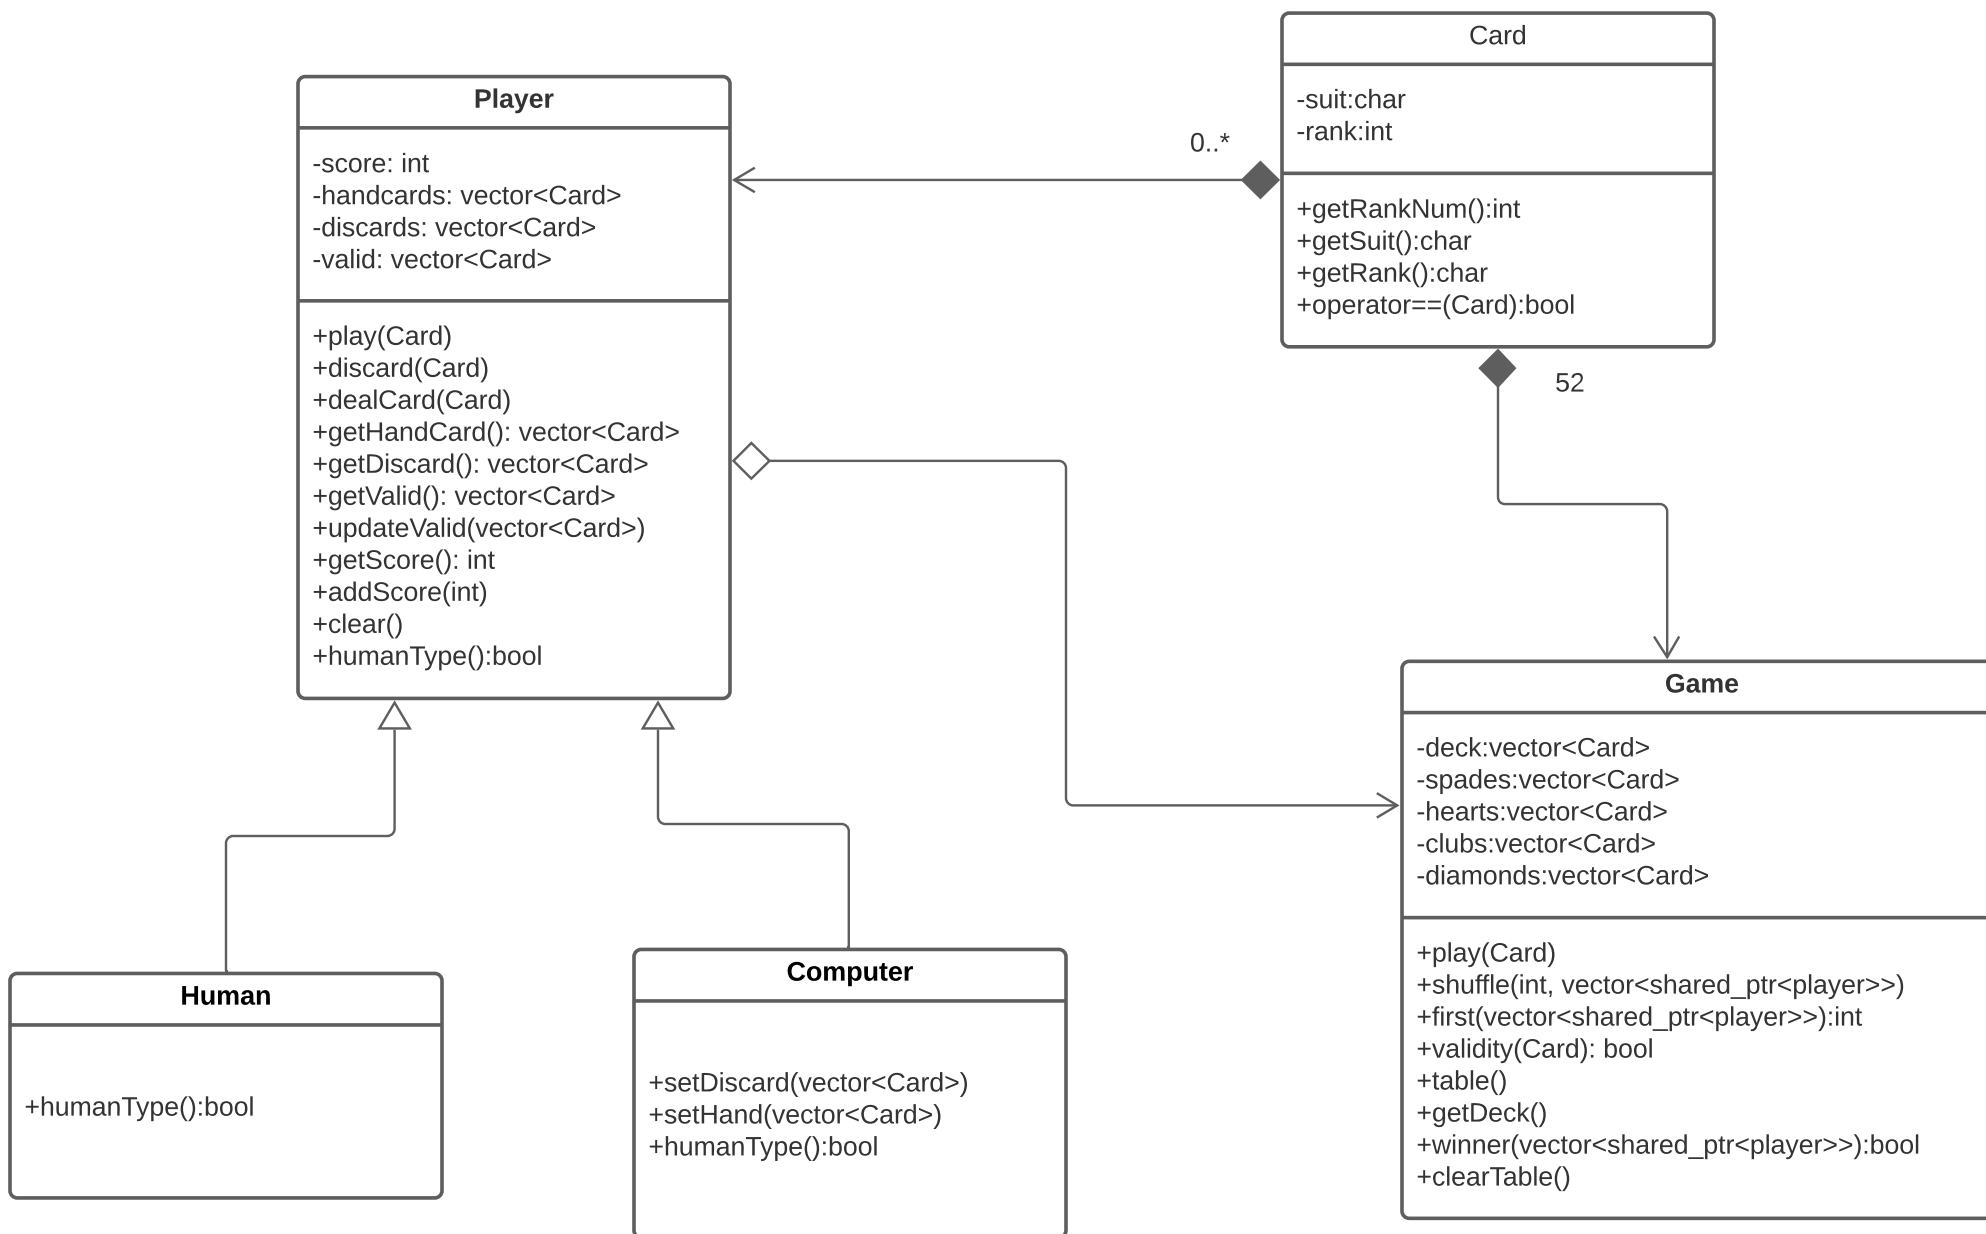 Card
-suit:char
-rank:int
+getRankNum():int
+getSuit():char
+getRank():char
+operator==(Card):bool
Player
-score: int
-handcards: vector<Card>
-discards: vector<Card>
-valid: vector<Card>
+play(Card)
+discard(Card)
+dealCard(Card)
+getHandCard(): vector<Card>
+getDiscard(): vector<Card>
+getValid(): vector<Card>
+updateValid(vector<Card>)
+getScore(): int
+addScore(int)
+clear()
+humanType():bool
0..*
52
Game
-deck:vector<Card>
-spades:vector<Card>
-hearts:vector<Card>
-clubs:vector<Card>
-diamonds:vector<Card>
+play(Card)
+shuffle(int, vector<shared_ptr<player>>)
+first(vector<shared_ptr<player>>):int
+validity(Card): bool
+table()
+getDeck()
+winner(vector<shared_ptr<player>>):bool
+clearTable()
Human
+humanType():bool
Computer
+setDiscard(vector<Card>)
+setHand(vector<Card>)
+humanType():bool